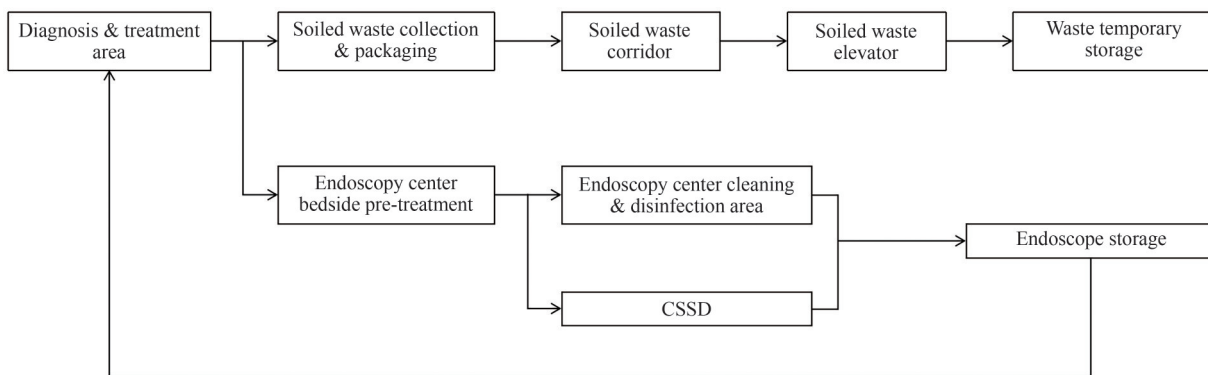 Diagnosis & treatment
area
Soiled waste collection
& packaging
Soiled waste
corridor
Soiled waste
elevator
Waste temporary
storage
Endoscopy center
bedside pre-treatment
Endoscopy center cleaning
& disinfection area
Endoscope storage
CSSD